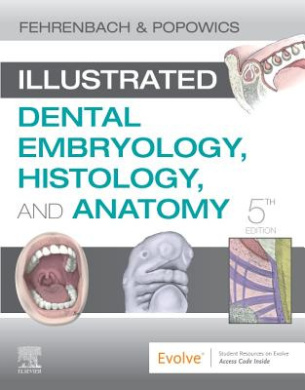 FEHRENBACH & POPOWICS
ILLUSTRATED
DENTAL
EMBRYOLOGY,
HISTOLOGY,
AND ANATOMY 5TH
EDITION
Evolve®
Student Resources on Evolve
Access Code Inside
ELSEVIER